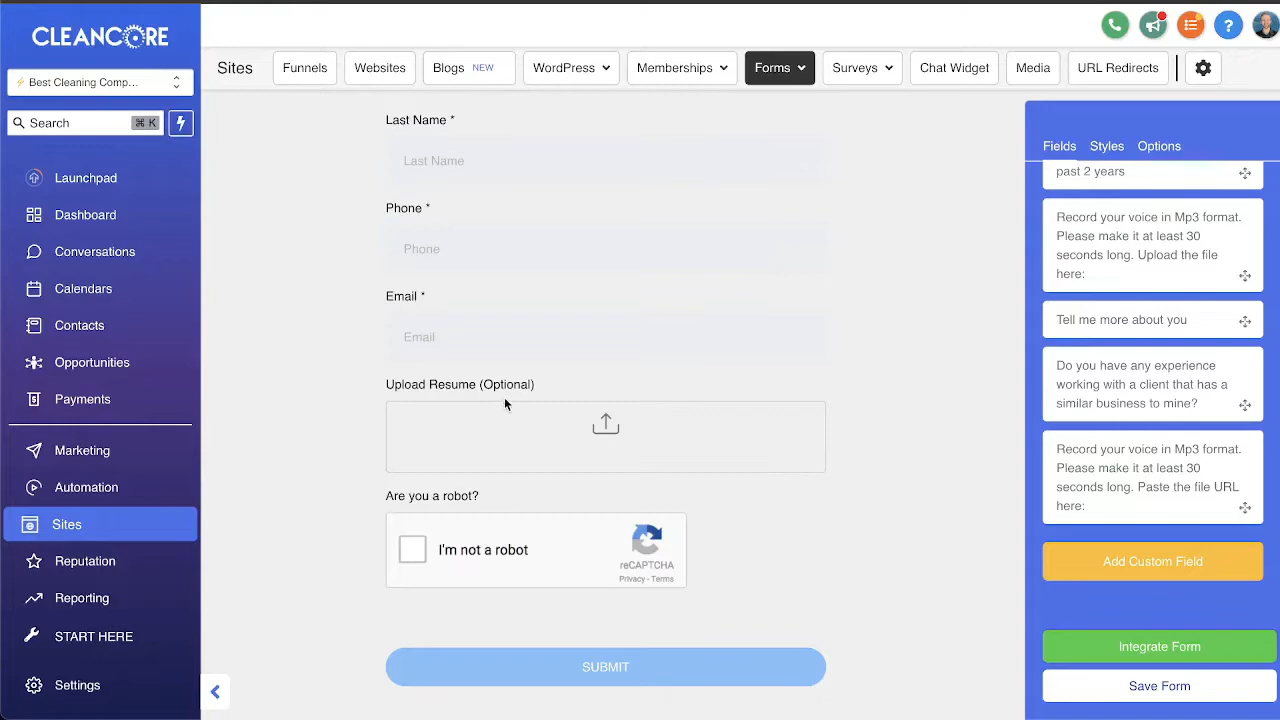 CLEANCORE
Best Cleaning Comp...
Search
⌘ K
Launchpad
Dashboard
Conversations
Calendars
Contacts
Opportunities
Payments
Marketing
Automation
Sites
Reputation
Reporting
START HERE
Settings
Sites
Funnels
Websites
Blogs NEW
WordPress
Memberships
Forms
Surveys
Chat Widget
Media
URL Redirects
?
Last Name *
Last Name
Phone *
Phone
Email *
Email
Upload Resume (Optional)
Are you a robot?
I'm not a robot
reCAPTCHA
Privacy - Terms
SUBMIT
Fields
Styles
Options
past 2 years
Record your voice in Mp3 format.
Please make it at least 30
seconds long. Upload the file
here:
Tell me more about you
Do you have any experience
working with a client that has a
similar business to mine?
Record your voice in Mp3 format.
Please make it at least 30
seconds long. Paste the file URL
here:
Add Custom Field
Integrate Form
Save Form